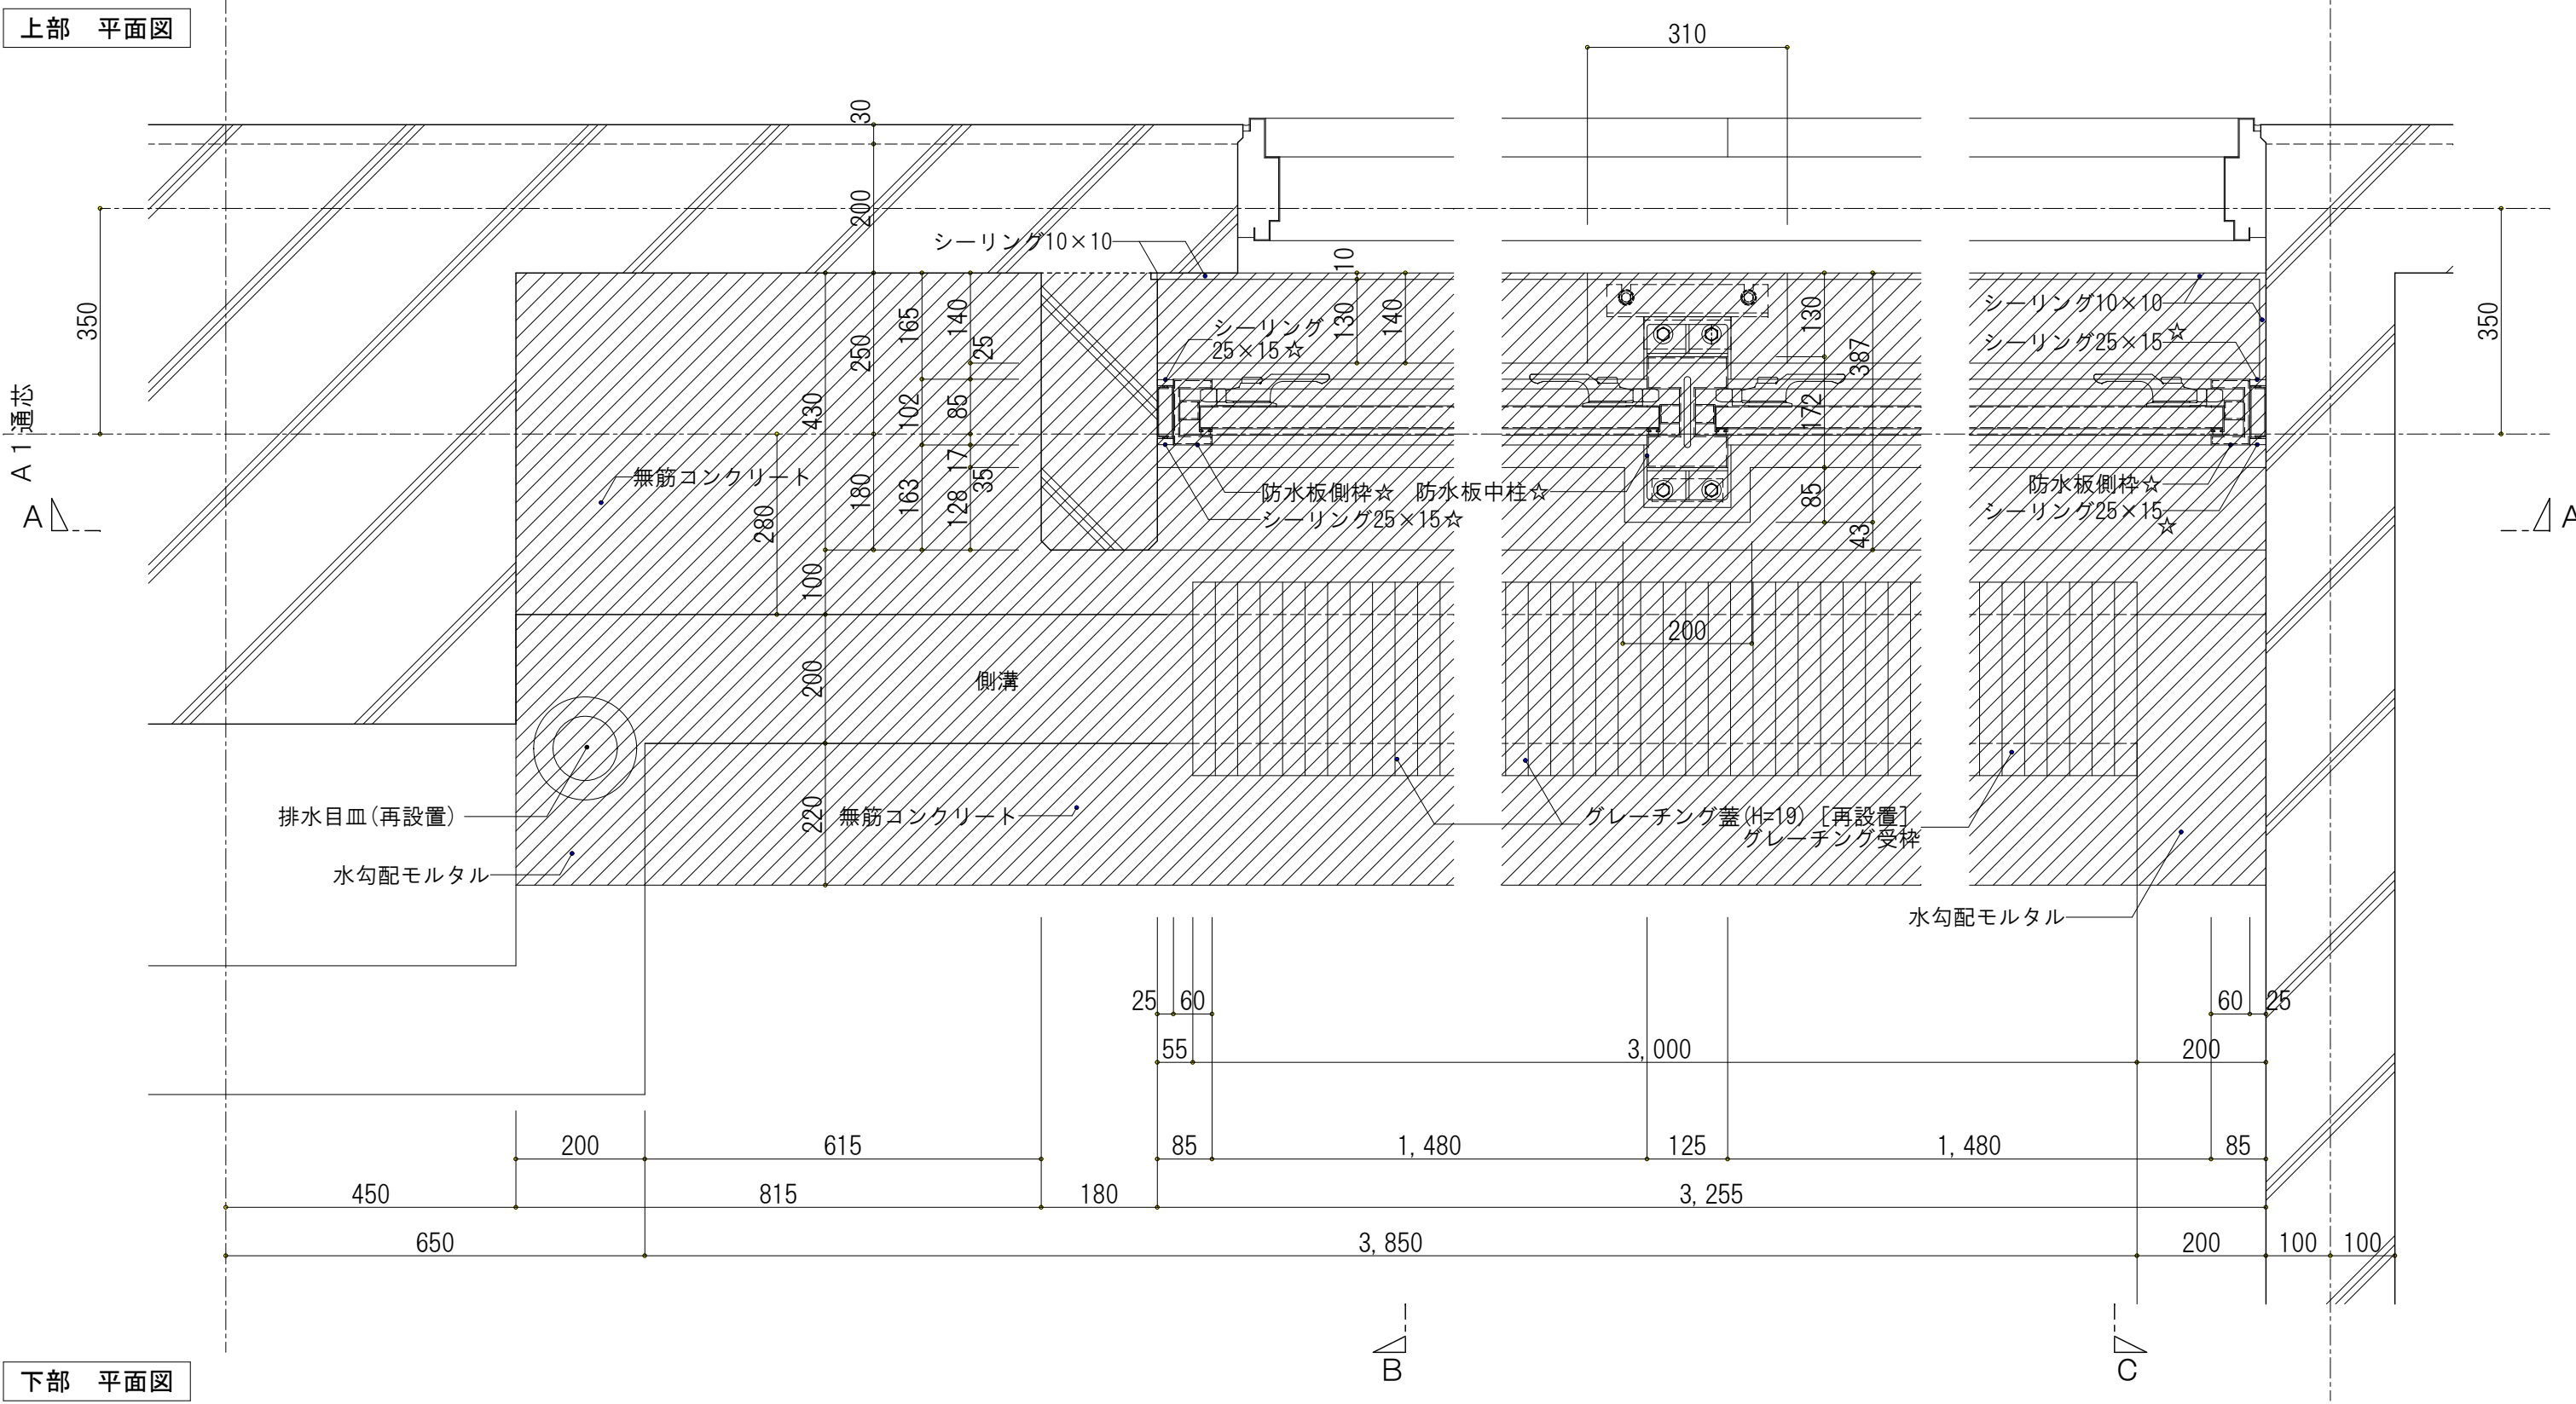 上部　平面図
310
30
200
シーリング10×10
10
350
165
140
250
25
430
102
85
17
180
163
128
35
280
シーリング
25×15☆
130
140
130
387
172
85
43
シーリング10×10
シーリング25×15☆
350
A1通芯
A
A
無筋コンクリート
防水板側枠☆
防水板中柱☆
シーリング25×15☆
防水板側枠☆
シーリング25×15☆
100
200
200
側溝
220
排水目皿(再設置)
無筋コンクリート
グレーチング蓋(H=19) [再設置]
グレーチング受枠
水勾配モルタル
水勾配モルタル
25
60
60
25
55
3,000
200
200
615
85
1,480
125
1,480
85
450
815
180
3,255
650
3,850
200
100
100
B
C
下部　平面図